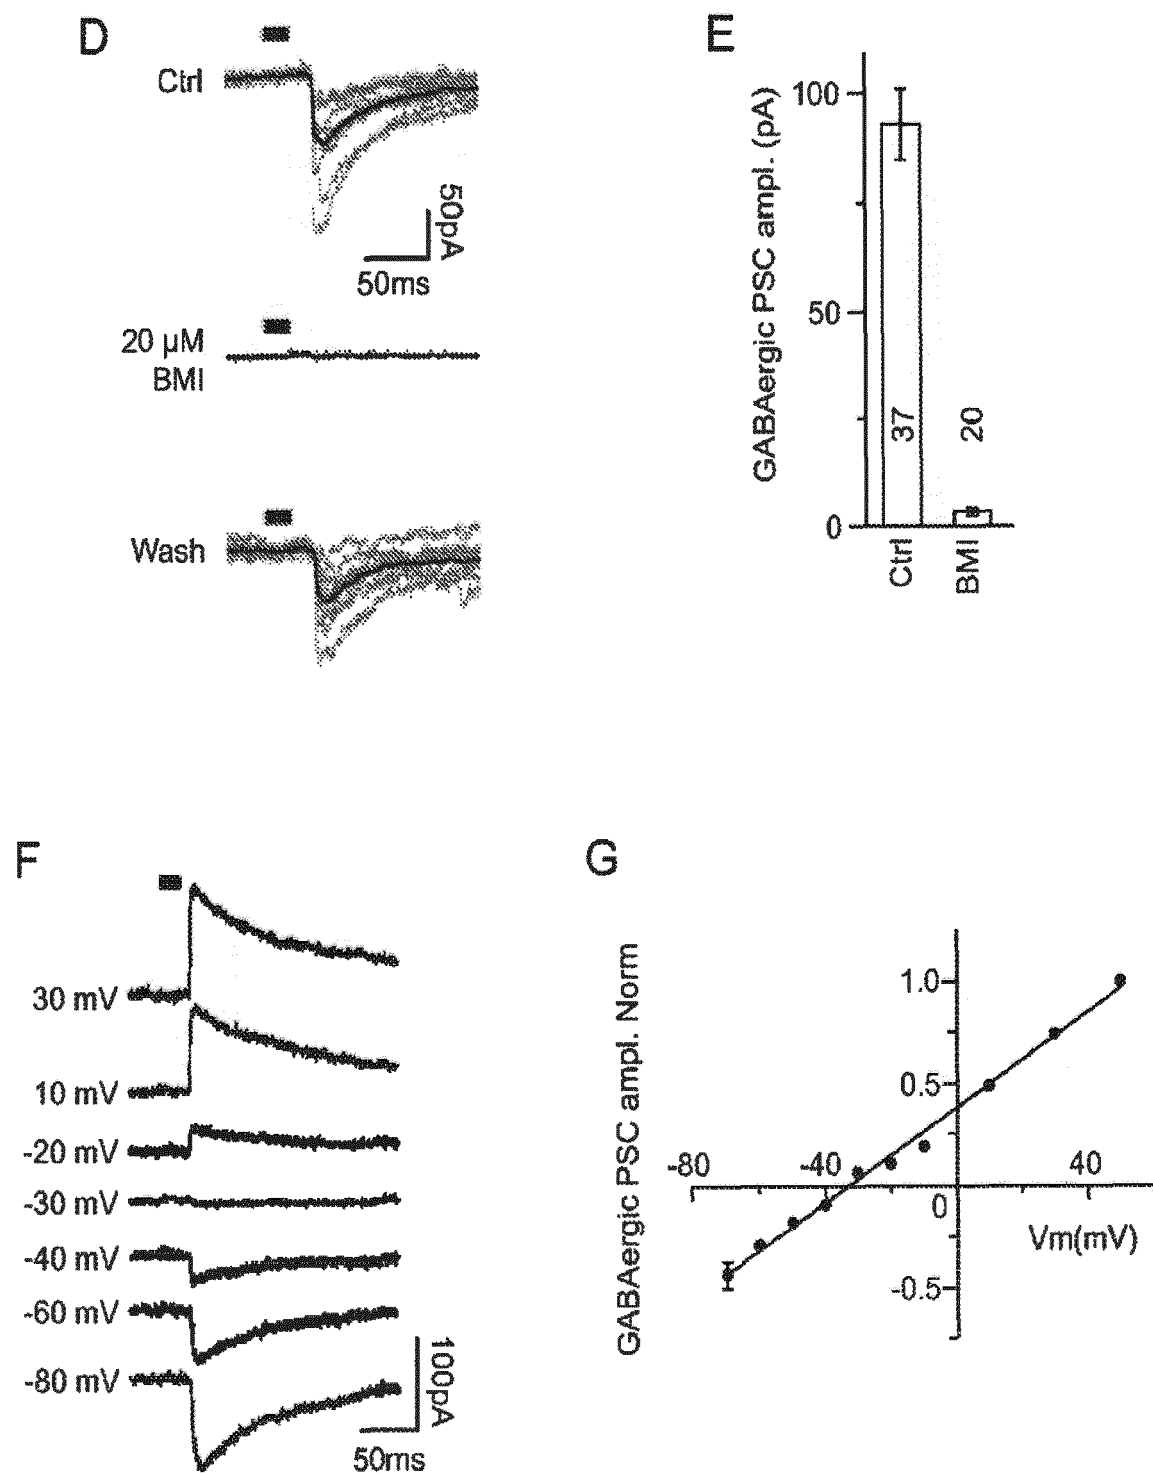 D
Ctrl
50pA
50ms
20 µM
BMI
Wash
E
GABAergic PSC ampl. (pA)
100
50
0
37
20
Ctrl
BMI
F
30 mV
10 mV
-20 mV
-30 mV
-40 mV
-60 mV
-80 mV
100pA
50ms
G
GABAergic PSC ampl. Norm
1.0
0.5
-80
-40
40
0
Vm(mV)
-0.5